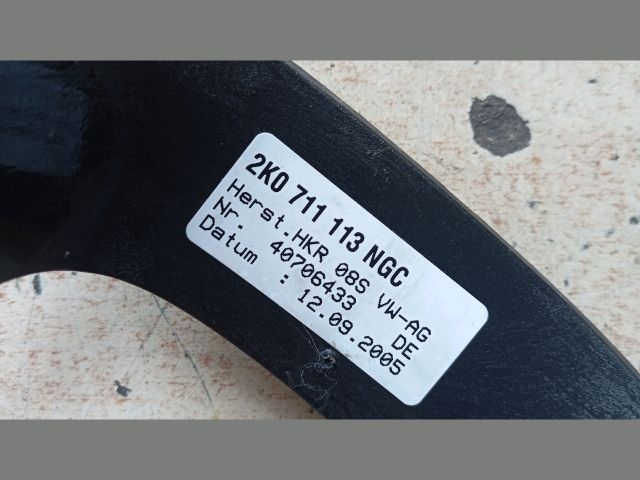 2K0 711 113 NGC
Herst.HKR 08S VW-AG
Nr. 40706433 DE
Datum : 12.09.2005